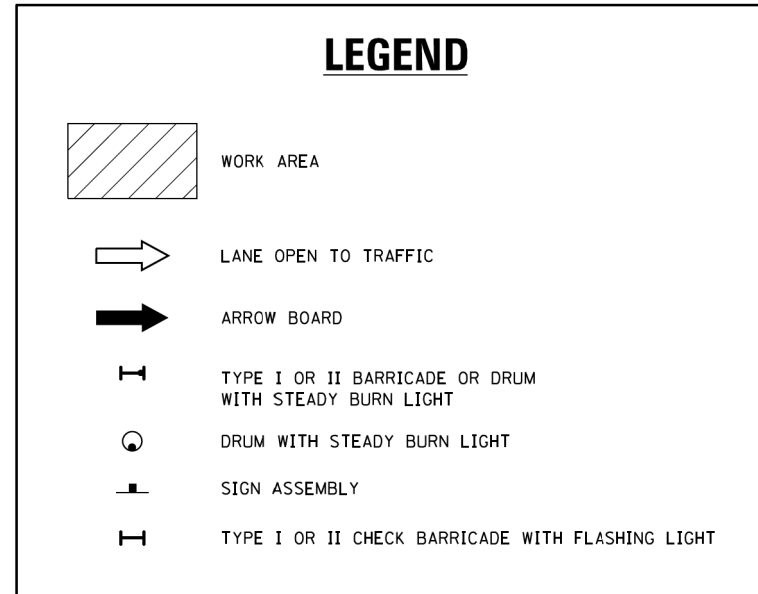 LEGEND
WORK AREA
LANE OPEN TO TRAFFIC
ARROW BOARD
TYPE I OR II BARRICADE OR DRUM
WITH STEADY BURN LIGHT
DRUM WITH STEADY BURN LIGHT
SIGN ASSEMBLY
TYPE I OR II CHECK BARRICADE WITH FLASHING LIGHT